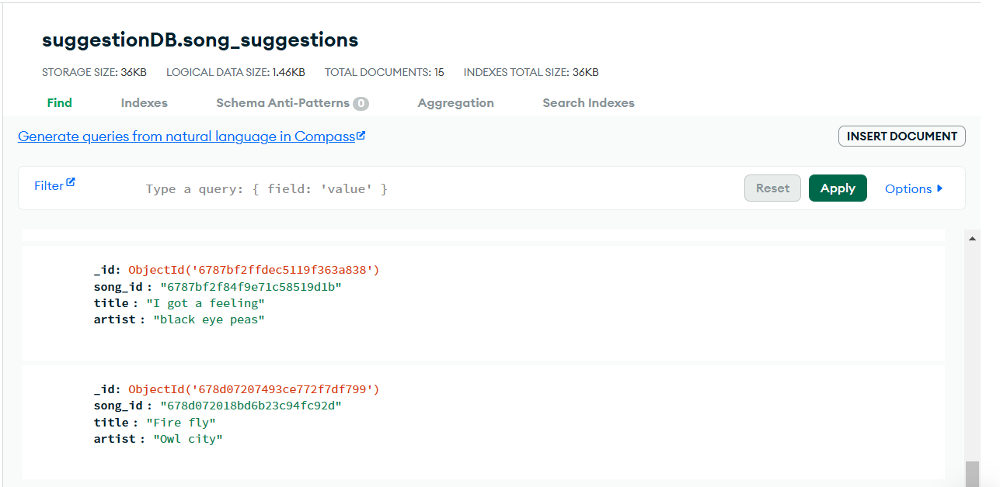 suggestionDB.song_suggestions
STORAGE SIZE: 36KB LOGICAL DATA SIZE: 1.46KB TOTAL DOCUMENTS: 15 INDEXES TOTAL SIZE: 36KB
Find Indexes Schema Anti-Patterns 0 Aggregation Search Indexes
Generate queries from natural language in Compass
INSERT DOCUMENT
Filter Type a query: { field: 'value' } Reset Apply Options
_id: ObjectId('6787bf2ffdec5119f363a838')
song_id : "6787bf2f84f9e71c58519d1b"
title : "I got a feeling"
artist : "black eye peas"
_id: ObjectId('678d07207493ce772f7df799')
song_id : "678d072018bd6b23c94fc92d"
title : "Fire fly"
artist : "Owl city"